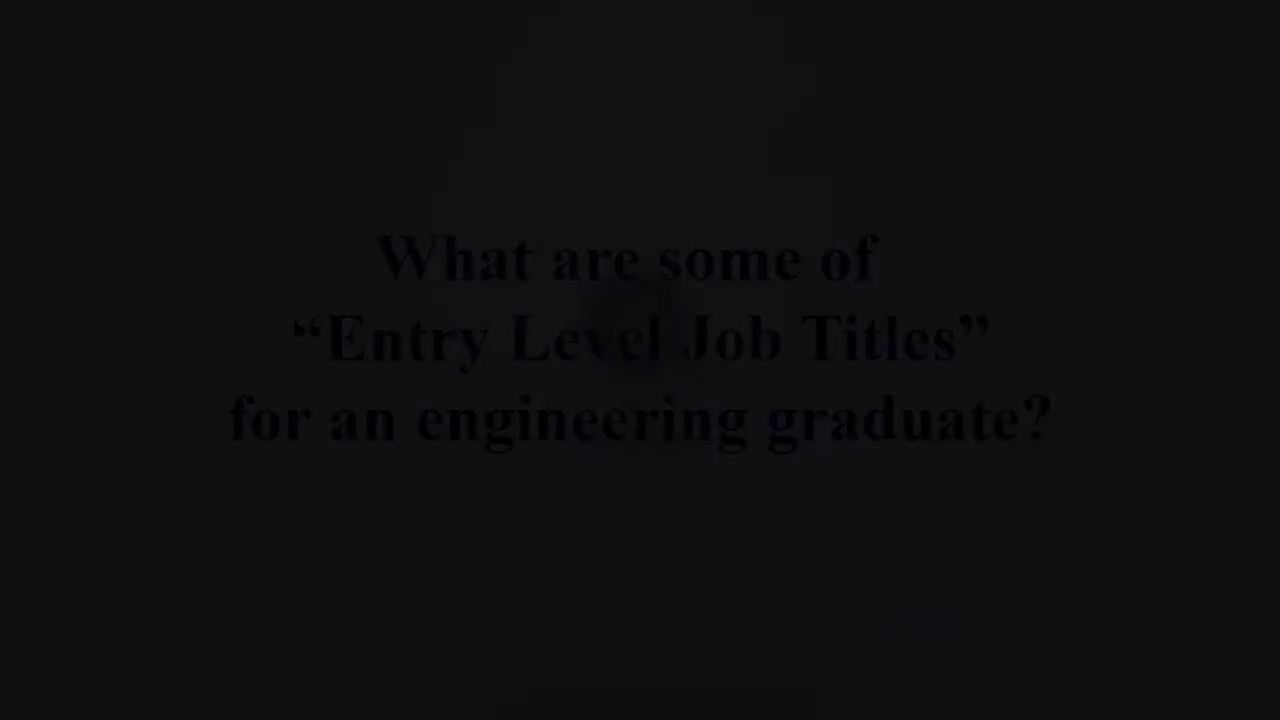 What are some of
“Entry Level Job Titles”
for an engineering graduate?